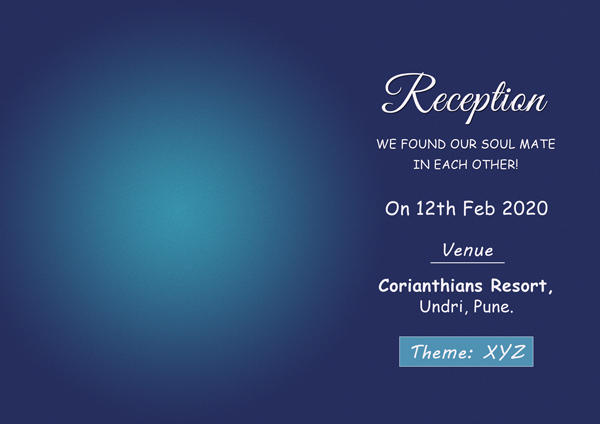 Reception
WE FOUND OUR SOUL MATE
IN EACH OTHER!
On 12th Feb 2020
Venue
Corianthians Resort,
Undri, Pune.
Theme: XYZ